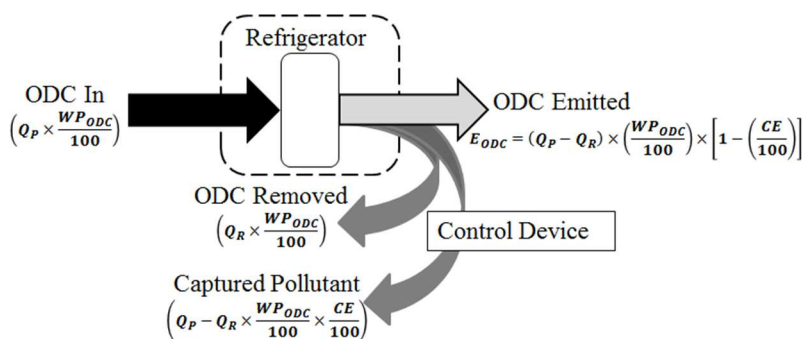 Refrigerator
ODC In
(Q_P × WP_ODC/100)
ODC Emitted
E_ODC = (Q_P − Q_R) × (WP_ODC/100) × [1 − (CE/100)]
ODC Removed
(Q_R × WP_ODC/100)
Control Device
Captured Pollutant
(Q_P − Q_R × WP_ODC/100 × CE/100)